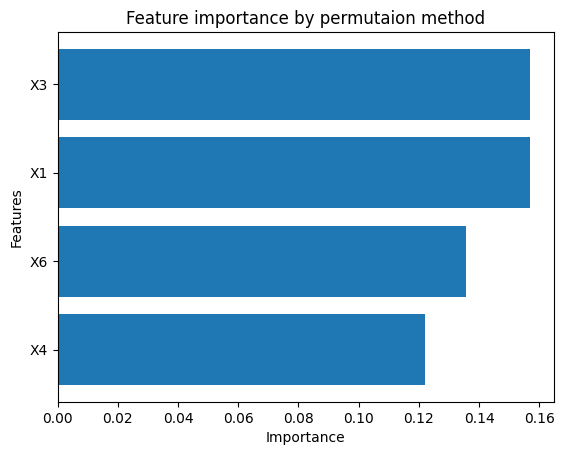 Feature importance by permutaion method
X3
X1
X6
X4
Features
0.00 0.02 0.04 0.06 0.08 0.10 0.12 0.14 0.16
Importance